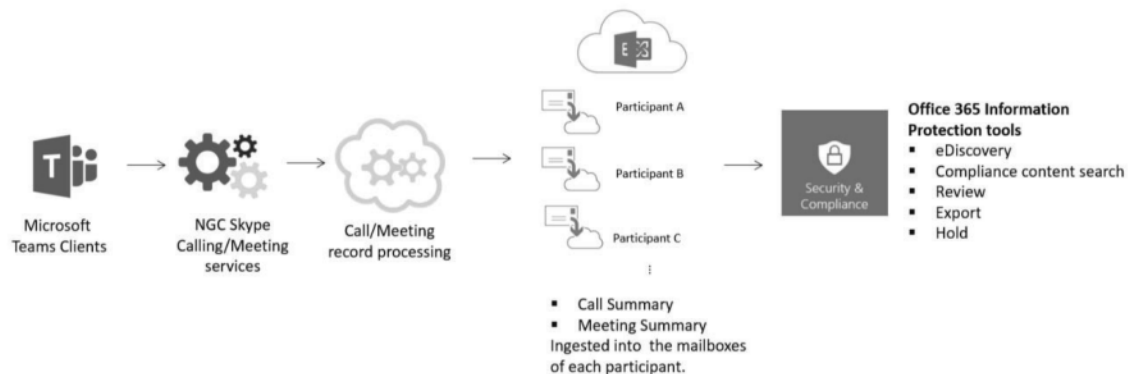 T
Microsoft
Teams Clients
NGC Skype
Calling/Meeting
services
Call/Meeting
record processing
E
Participant A
Participant B
Participant C
⋮
▪ Call Summary
▪ Meeting Summary
Ingested into the mailboxes
of each participant.
Security &
Compliance
Office 365 Information
Protection tools
▪ eDiscovery
▪ Compliance content search
▪ Review
▪ Export
▪ Hold